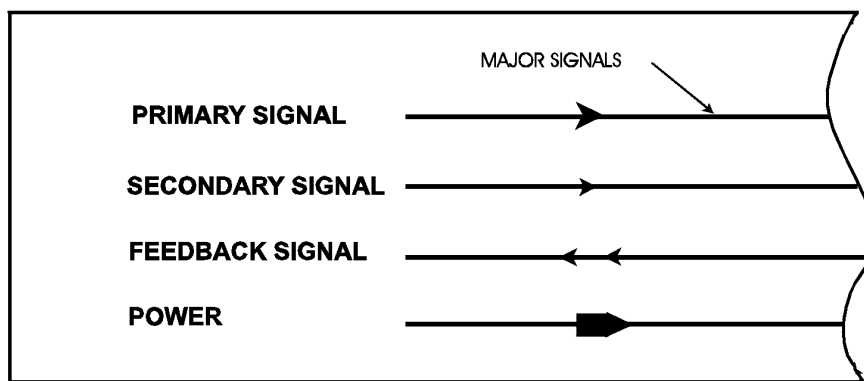 MAJOR SIGNALS
PRIMARY SIGNAL
SECONDARY SIGNAL
FEEDBACK SIGNAL
POWER